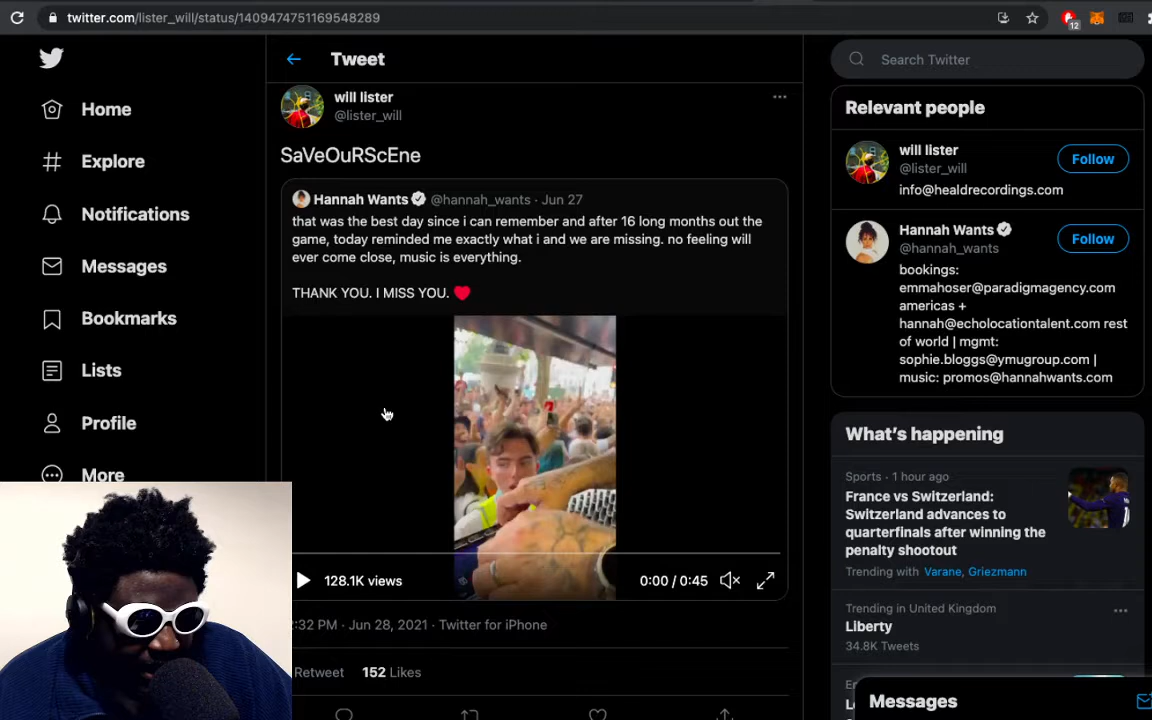 twitter.com/lister_will/status/1409474751169548289
12
Home
Explore
Notifications
Messages
Bookmarks
Lists
Profile
More
Tweet
will lister
@lister_will
SaVeOuRScEne
Hannah Wants @hannah_wants · Jun 27
that was the best day since i can remember and after 16 long months out the
game, today reminded me exactly what i and we are missing. no feeling will
ever come close, music is everything.
THANK YOU. I MISS YOU. ❤️
128.1K views
0:00 / 0:45
:32 PM · Jun 28, 2021 · Twitter for iPhone
Retweet 152 Likes
Search Twitter
Relevant people
will lister
@lister_will
Follow
info@healdrecordings.com
Hannah Wants
@hannah_wants
Follow
bookings:
emmahoser@paradigmagency.com
americas +
hannah@echolocationtalent.com rest
of world | mgmt:
sophie.bloggs@ymugroup.com |
music: promos@hannahwants.com
What's happening
Sports · 1 hour ago
France vs Switzerland:
Switzerland advances to
quarterfinals after winning the
penalty shootout
Trending with Varane, Griezmann
Trending in United Kingdom
Liberty
34.8K Tweets
Messages